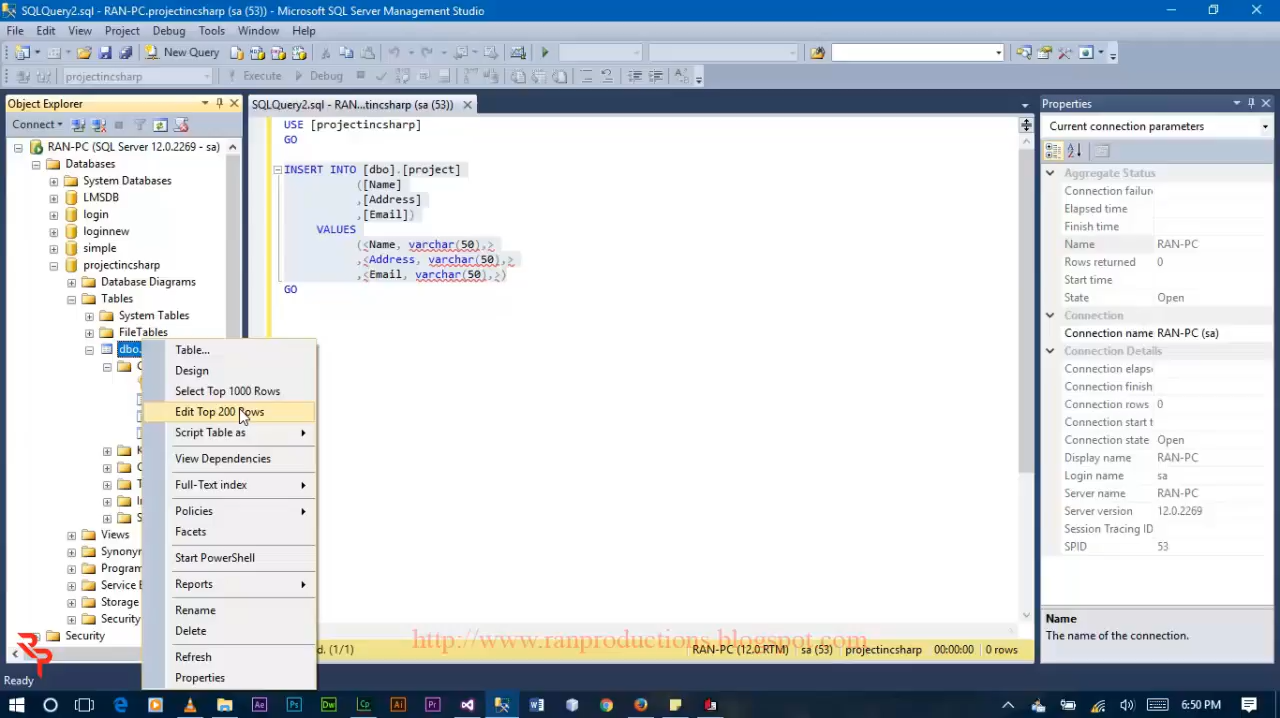 SQLQuery2.sql - RAN-PC.projectincsharp (sa (53)) - Microsoft SQL Server Management Studio
File Edit View Project Debug Tools Window Help
New Query
projectincsharp Execute Debug
Object Explorer
SQLQuery2.sql - RAN...tincsharp (sa (53))
Properties
Connect
Current connection parameters
RAN-PC (SQL Server 12.0.2269 - sa)
Databases
System Databases
LMSDB
login
loginnew
simple
projectincsharp
Database Diagrams
Tables
System Tables
FileTables
dbo.
Views
Synonyn
Program
Service B
Storage
Security
Security
USE [projectincsharp]
GO
INSERT INTO [dbo].[project]
([Name]
,[Address]
,[Email])
VALUES
(<Name, varchar(50),>
,<Address, varchar(50),>
,<Email, varchar(50),>)
GO
Table...
Design
Select Top 1000 Rows
Edit Top 200 Rows
Script Table as
View Dependencies
Full-Text index
Policies
Facets
Start PowerShell
Reports
Rename
Delete
Refresh
Properties
Aggregate Status
Connection failure
Elapsed time
Finish time
Name RAN-PC
Rows returned 0
Start time
State Open
Connection
Connection name RAN-PC (sa)
Connection Details
Connection elaps
Connection finish
Connection rows 0
Connection start t
Connection state Open
Display name RAN-PC
Login name sa
Server name RAN-PC
Server version 12.0.2269
Session Tracing ID
SPID 53
Name
The name of the connection.
http://www.ranproductions.blogspot.com
d. (1/1) RAN-PC (12.0 RTM) sa (53) projectincsharp 00:00:00 0 rows
Ready
6:50 PM